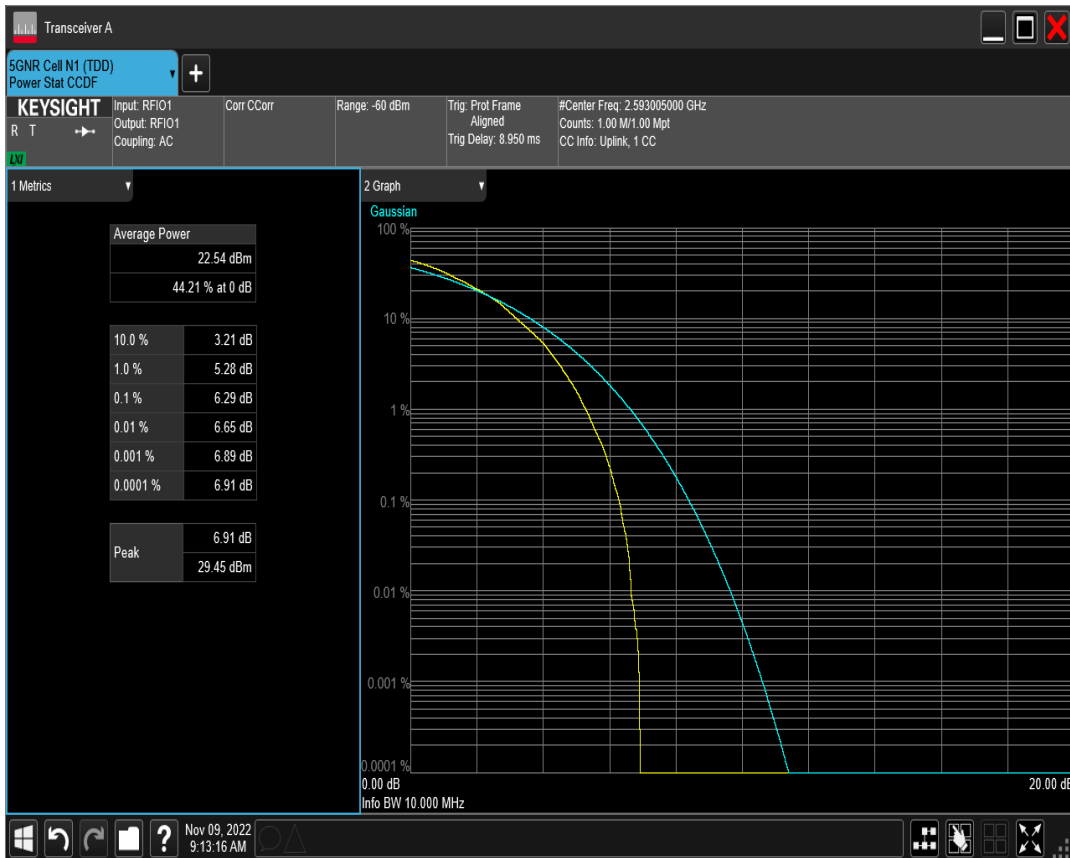 Transceiver A
5GNR Cell N1 (TDD)
Power Stat CCDF
+
KEYSIGHT
R T
LXI
Input: RFIO1
Output: RFIO1
Coupling: AC
Corr CCorr
Range: -60 dBm
Trig: Prot Frame
Aligned
Trig Delay: 8.950 ms
#Center Freq: 2.593005000 GHz
Counts: 1.00 M/1.00 Mpt
CC Info: Uplink, 1 CC
1 Metrics
Average Power
22.54 dBm
44.21 % at 0 dB
10.0 % 3.21 dB
1.0 % 5.28 dB
0.1 % 6.29 dB
0.01 % 6.65 dB
0.001 % 6.89 dB
0.0001 % 6.91 dB
Peak
6.91 dB
29.45 dBm
2 Graph
Gaussian
100 %
10 %
1 %
0.1 %
0.01 %
0.001 %
0.0001 %
0.00 dB 20.00 dB
Info BW 10.000 MHz
?
Nov 09, 2022
9:13:16 AM